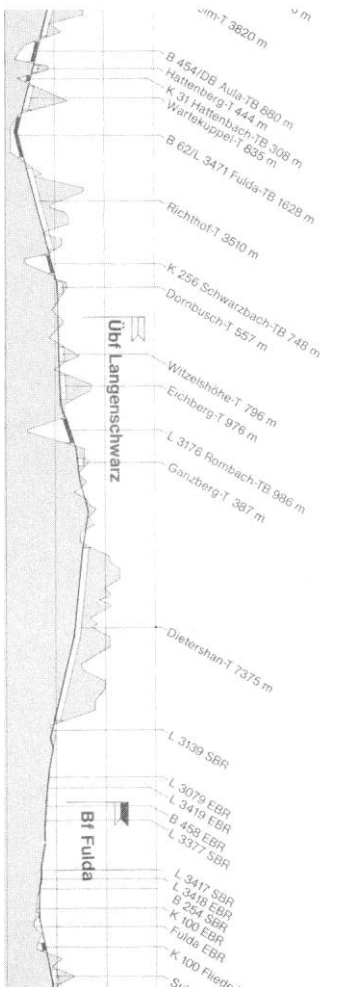 T 3820 m
B 454/DB Aula-TB 880 m
Hattenberg-T 444 m
K 31 Hattenbach-TB 308 m
Wartekuppel-T 835 m
B 62/L 3471 Fulda-TB 1628 m
Richthof-T 3510 m
K 256 Schwarzbach-TB 748 m
Dornbusch-T 557 m
Übf Langenschwarz
Witzelshöhe-T 796 m
Eichberg-T 976 m
L 3176 Rombach-TB 986 m
Ganzberg-T 387 m
Dietershan-T 7375 m
L 3139 SBR
L 3079 EBR
L 3419 EBR
B 458 EBR
L 3377 SBR
Bf Fulda
L 3417 SBR
L 3418 EBR
B 254 SBR
K 100 EBR
Fulda EBR
K 100